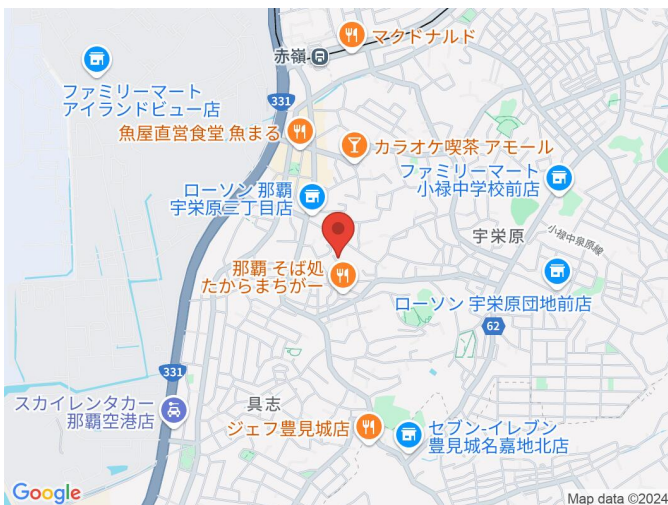 マクドナルド
赤嶺
ファミリーマート
アイランドビュー店
331
魚屋直営食堂 魚まる
カラオケ喫茶 アモール
ファミリーマート
小禄中学校前店
ローソン 那覇
宇栄原三丁目店
宇栄原
小禄中泉原線
那覇 そば処
たからまちがー
ローソン 宇栄原団地前店
62
331
スカイレンタカー
那覇空港店
具志
ジェフ豊見城店
セブン-イレブン
豊見城名嘉地北店
Google
Map data ©2024